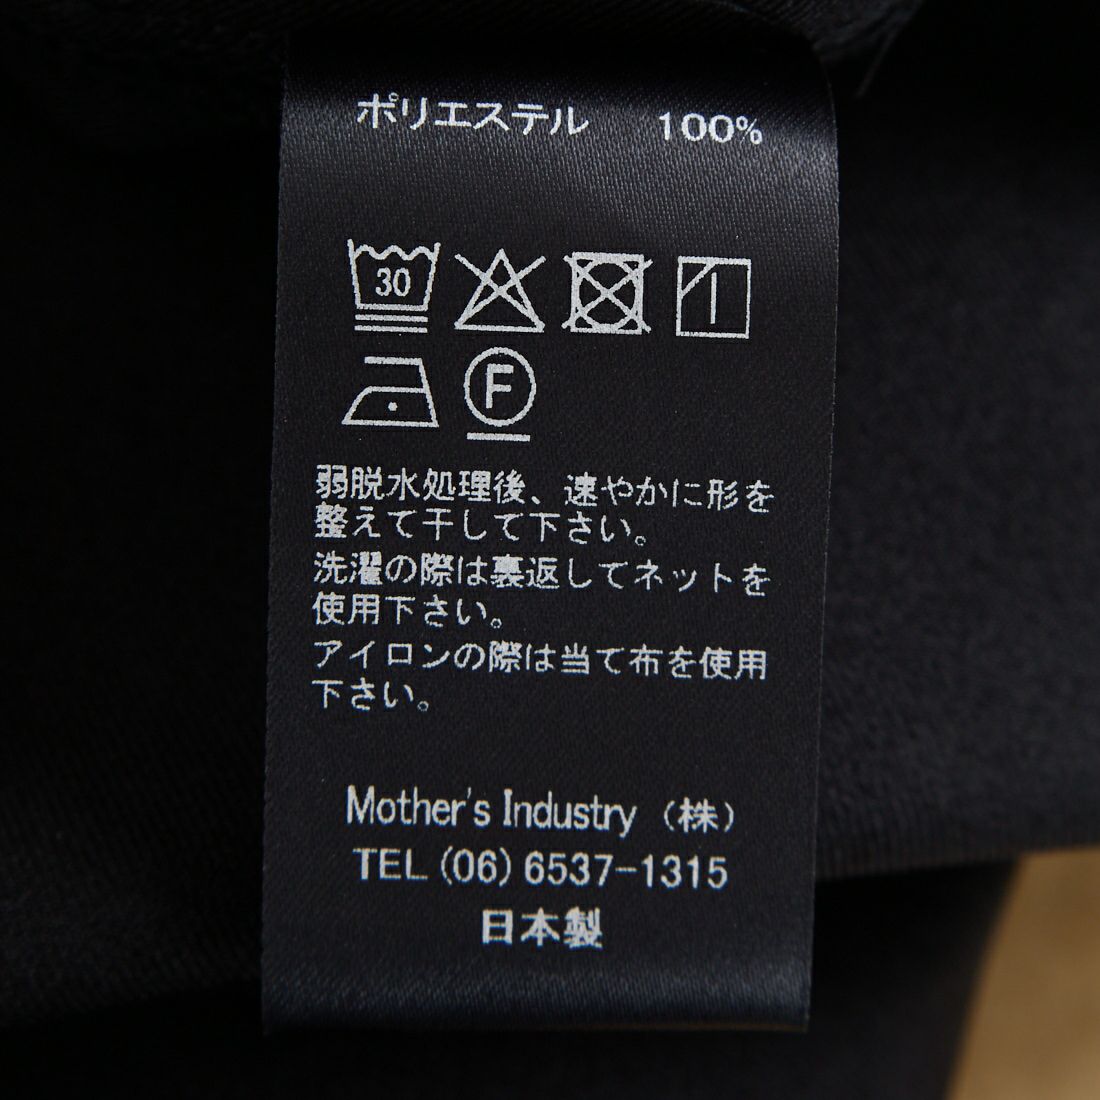 ポリエステル 100%
30
F
弱脱水処理後、速やかに形を
整えて干して下さい。
洗濯の際は裏返してネットを
使用下さい。
アイロンの際は当て布を使用
下さい。
Mother's Industry (株)
TEL (06) 6537-1315
日本製